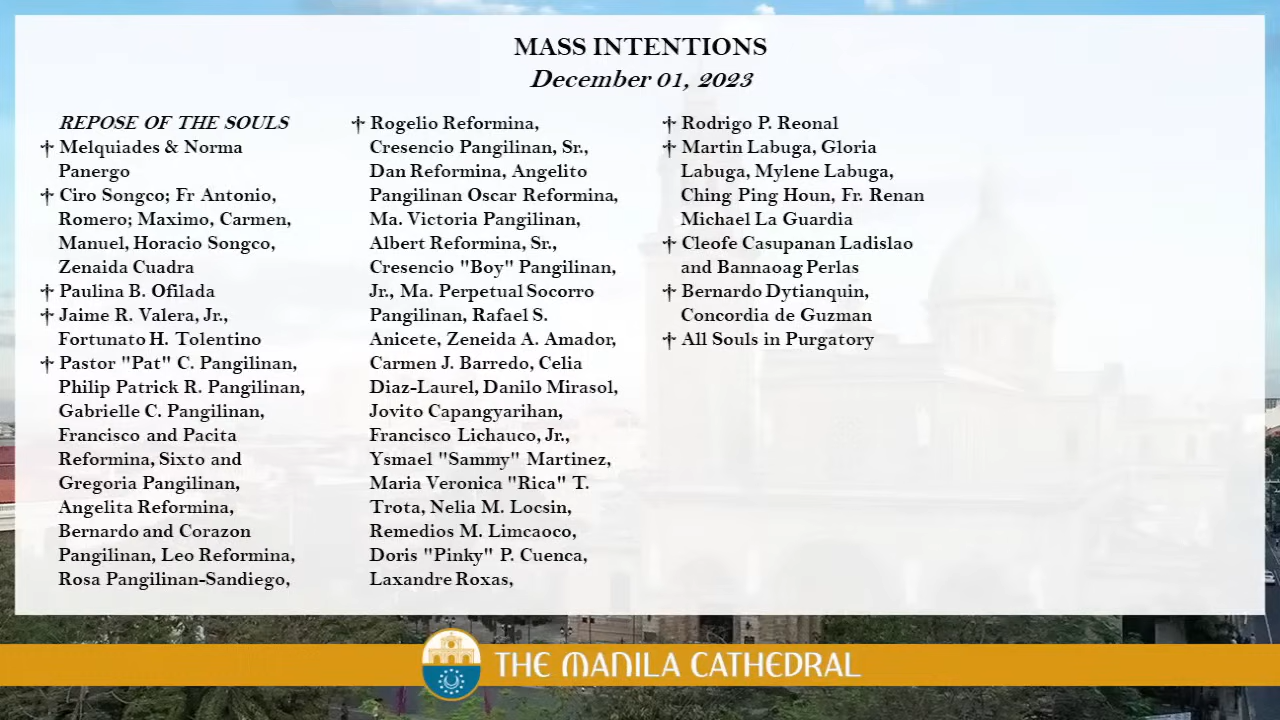 MASS INTENTIONS
December 01, 2023
REPOSE OF THE SOULS
✝ Melquiades & Norma
Panergo
✝ Ciro Songco; Fr Antonio,
Romero; Maximo, Carmen,
Manuel, Horacio Songco,
Zenaida Cuadra
✝ Paulina B. Ofilada
✝ Jaime R. Valera, Jr.,
Fortunato H. Tolentino
✝ Pastor "Pat" C. Pangilinan,
Philip Patrick R. Pangilinan,
Gabrielle C. Pangilinan,
Francisco and Pacita
Reformina, Sixto and
Gregoria Pangilinan,
Angelita Reformina,
Bernardo and Corazon
Pangilinan, Leo Reformina,
Rosa Pangilinan-Sandiego,
✝ Rogelio Reformina,
Cresencio Pangilinan, Sr.,
Dan Reformina, Angelito
Pangilinan Oscar Reformina,
Ma. Victoria Pangilinan,
Albert Reformina, Sr.,
Cresencio "Boy" Pangilinan,
Jr., Ma. Perpetual Socorro
Pangilinan, Rafael S.
Anicete, Zeneida A. Amador,
Carmen J. Barredo, Celia
Diaz-Laurel, Danilo Mirasol,
Jovito Capangyarihan,
Francisco Lichauco, Jr.,
Ysmael "Sammy" Martinez,
Maria Veronica "Rica" T.
Trota, Nelia M. Locsin,
Remedios M. Limcaoco,
Doris "Pinky" P. Cuenca,
Laxandre Roxas,
✝ Rodrigo P. Reonal
✝ Martin Labuga, Gloria
Labuga, Mylene Labuga,
Ching Ping Houn, Fr. Renan
Michael La Guardia
✝ Cleofe Casupanan Ladislao
and Bannaoag Perlas
✝ Bernardo Dytianquin,
Concordia de Guzman
✝ All Souls in Purgatory
THE MANILA CATHEDRAL